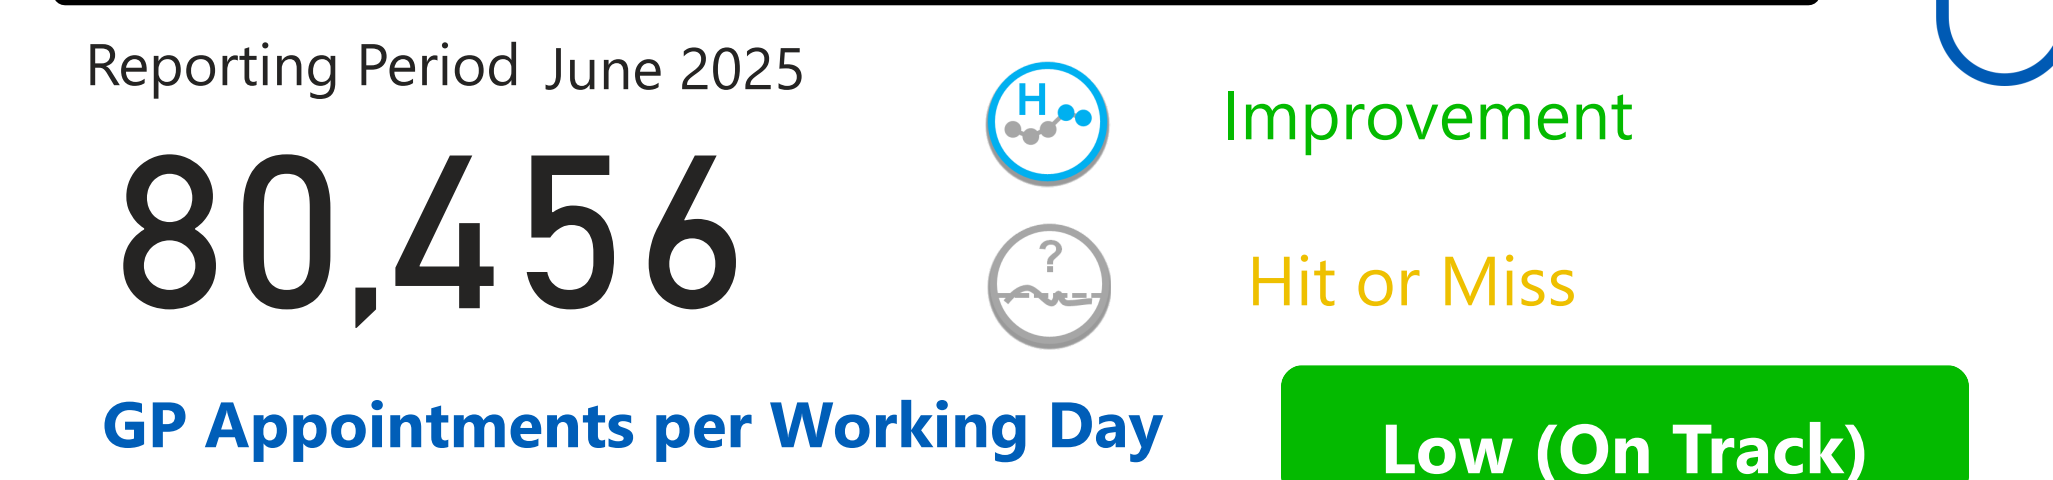 Reporting Period June 2025
H
Improvement
80,456
?
Hit or Miss
GP Appointments per Working Day
Low (On Track)